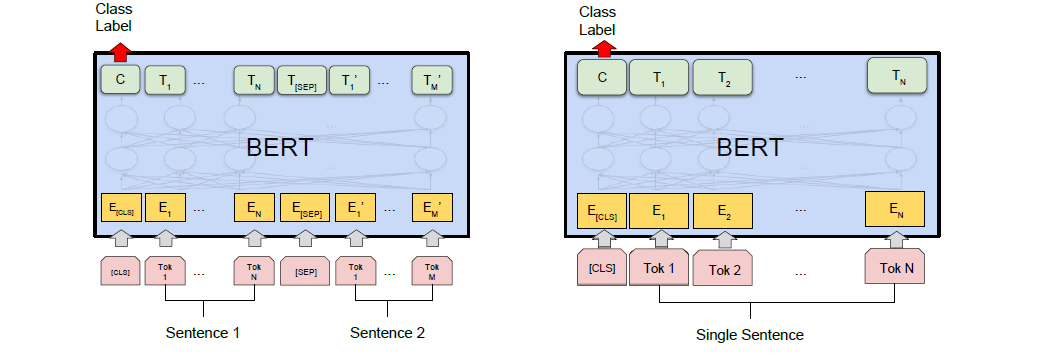 Class
Label
C T1 ... TN T[SEP] T1' ... TM'
...
BERT
...
E[CLS] E1 ... EN E[SEP] E1' ... EM'
[CLS] Tok 1 ... Tok N [SEP] Tok 1 ... Tok M
Sentence 1 Sentence 2
Class
Label
C T1 T2 ... TN
...
BERT
...
E[CLS] E1 E2 ... EN
[CLS] Tok 1 Tok 2 ... Tok N
Single Sentence